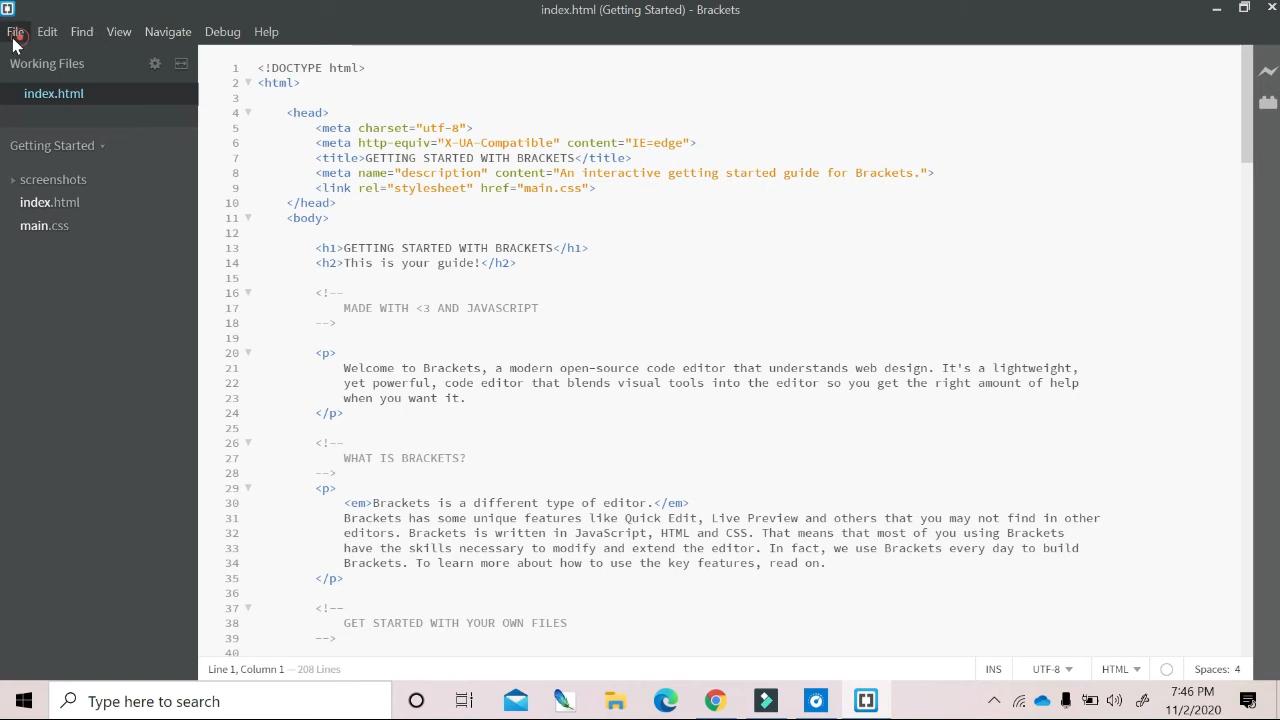 index.html (Getting Started) - Brackets
File Edit Find View Navigate Debug Help
Working Files
index.html
Getting Started
screenshots
index.html
main.css
1 <!DOCTYPE html>
2 <html>
3
4 <head>
5 <meta charset="utf-8">
6 <meta http-equiv="X-UA-Compatible" content="IE=edge">
7 <title>GETTING STARTED WITH BRACKETS</title>
8 <meta name="description" content="An interactive getting started guide for Brackets.">
9 <link rel="stylesheet" href="main.css">
10 </head>
11 <body>
12
13 <h1>GETTING STARTED WITH BRACKETS</h1>
14 <h2>This is your guide!</h2>
15
16 <!--
17 MADE WITH <3 AND JAVASCRIPT
18 -->
19
20 <p>
21 Welcome to Brackets, a modern open-source code editor that understands web design. It's a lightweight,
22 yet powerful, code editor that blends visual tools into the editor so you get the right amount of help
23 when you want it.
24 </p>
25
26 <!--
27 WHAT IS BRACKETS?
28 -->
29 <p>
30 <em>Brackets is a different type of editor.</em>
31 Brackets has some unique features like Quick Edit, Live Preview and others that you may not find in other
32 editors. Brackets is written in JavaScript, HTML and CSS. That means that most of you using Brackets
33 have the skills necessary to modify and extend the editor. In fact, we use Brackets every day to build
34 Brackets. To learn more about how to use the key features, read on.
35 </p>
36
37 <!--
38 GET STARTED WITH YOUR OWN FILES
39 -->
40
Line 1, Column 1 — 208 Lines
INS UTF-8 HTML Spaces: 4
Type here to search
7:46 PM
11/2/2020